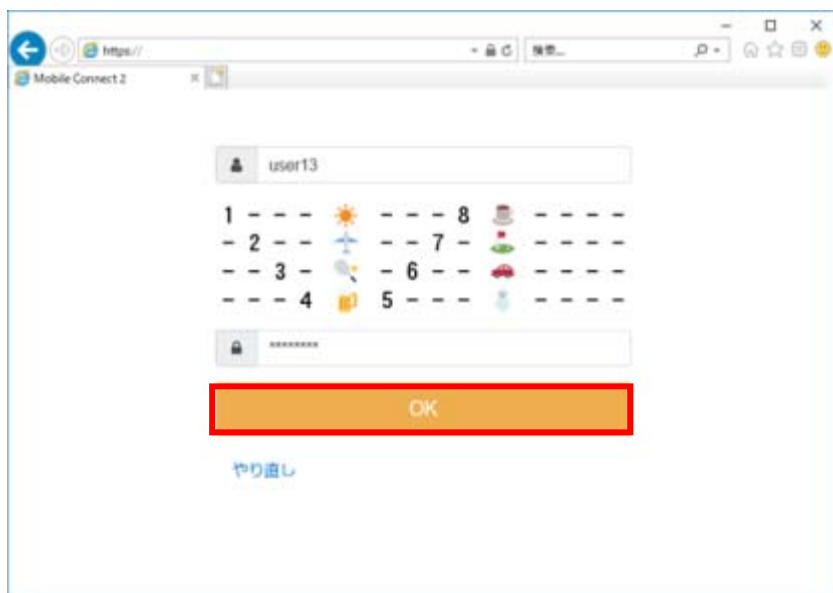 https://
検索...
Mobile Connect 2
user13
1 - - - - - - 8 - - - -
- 2 - - - - 7 - - - - -
- - 3 - - 6 - - - - - -
- - - 4 5 - - - - - - -
********
OK
やり直し